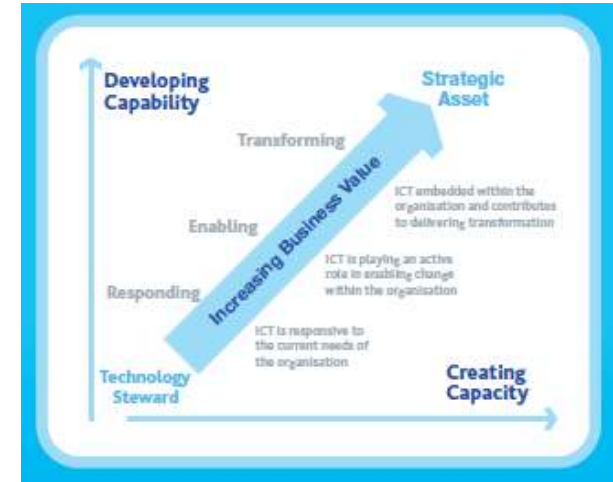 Developing
Capability
Strategic
Asset
Transforming
Increasing Business Value
ICT embedded within the
organisation and contributes
to delivering transformation
Enabling
ICT is playing an active
role in enabling change
within the organisation
Responding
ICT is responsive to
the current needs of
the organisation
Technology
Steward
Creating
Capacity